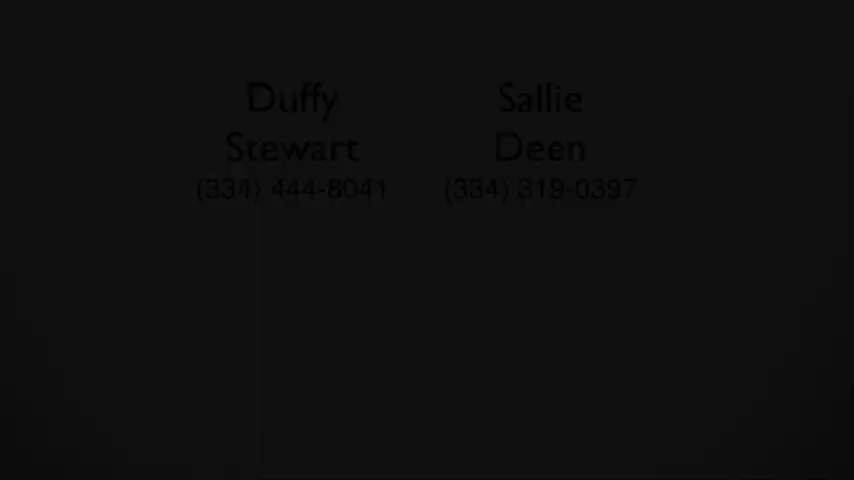 Duffy
Stewart
(334) 444-8041
Sallie
Deen
(334) 319-0397